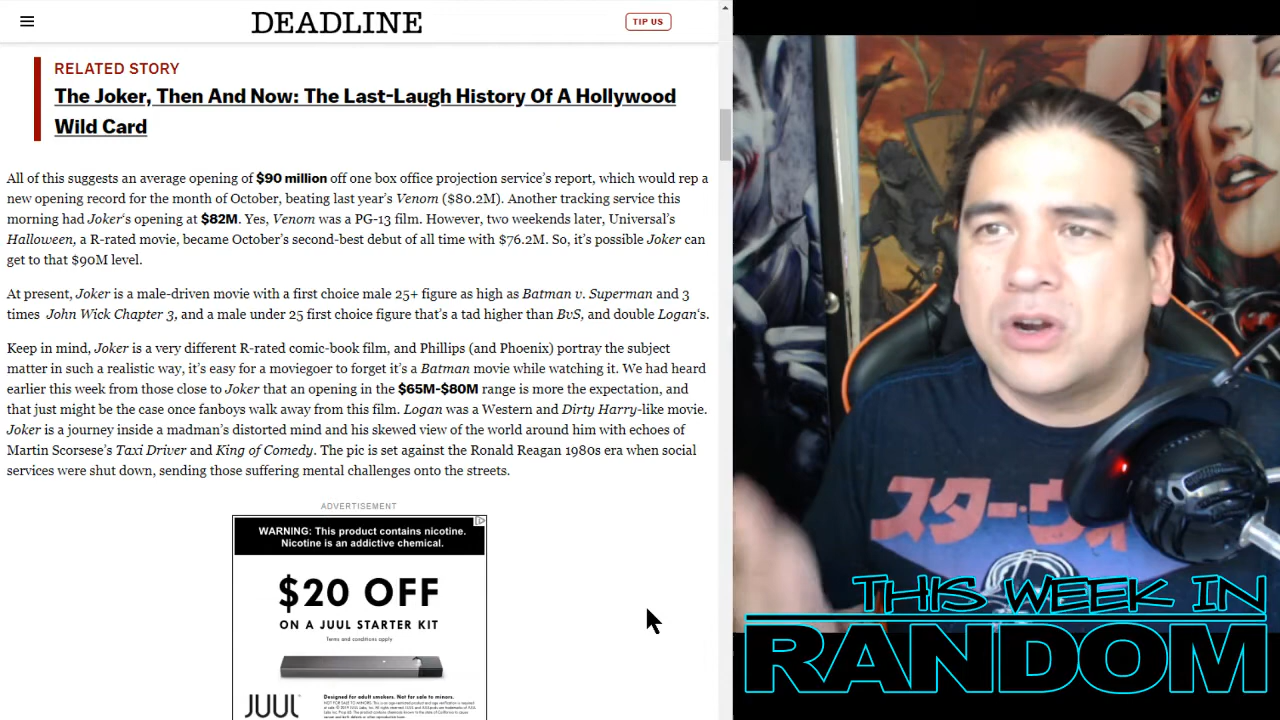 DEADLINE
TIP US
RELATED STORY
The Joker, Then And Now: The Last-Laugh History Of A Hollywood
Wild Card
All of this suggests an average opening of $90 million off one box office projection service's report, which would rep a
new opening record for the month of October, beating last year's Venom ($80.2M). Another tracking service this
morning had Joker‘s opening at $82M. Yes, Venom was a PG-13 film. However, two weekends later, Universal's
Halloween, a R-rated movie, became October's second-best debut of all time with $76.2M. So, it's possible Joker can
get to that $90M level.
At present, Joker is a male-driven movie with a first choice male 25+ figure as high as Batman v. Superman and 3
times John Wick Chapter 3, and a male under 25 first choice figure that's a tad higher than BvS, and double Logan‘s.
Keep in mind, Joker is a very different R-rated comic-book film, and Phillips (and Phoenix) portray the subject
matter in such a realistic way, it's easy for a moviegoer to forget it's a Batman movie while watching it. We had heard
earlier this week from those close to Joker that an opening in the $65M-$80M range is more the expectation, and
that just might be the case once fanboys walk away from this film. Logan was a Western and Dirty Harry-like movie.
Joker is a journey inside a madman's distorted mind and his skewed view of the world around him with echoes of
Martin Scorsese's Taxi Driver and King of Comedy. The pic is set against the Ronald Reagan 1980s era when social
services were shut down, sending those suffering mental challenges onto the streets.
ADVERTISEMENT
WARNING: This product contains nicotine.
Nicotine is an addictive chemical.
$20 OFF
ON A JUUL STARTER KIT
Terms and conditions apply
JUUL
Designed for adult smokers. Not for sale to minors.
スター・ウォ
THIS WEEK IN
RANDOM